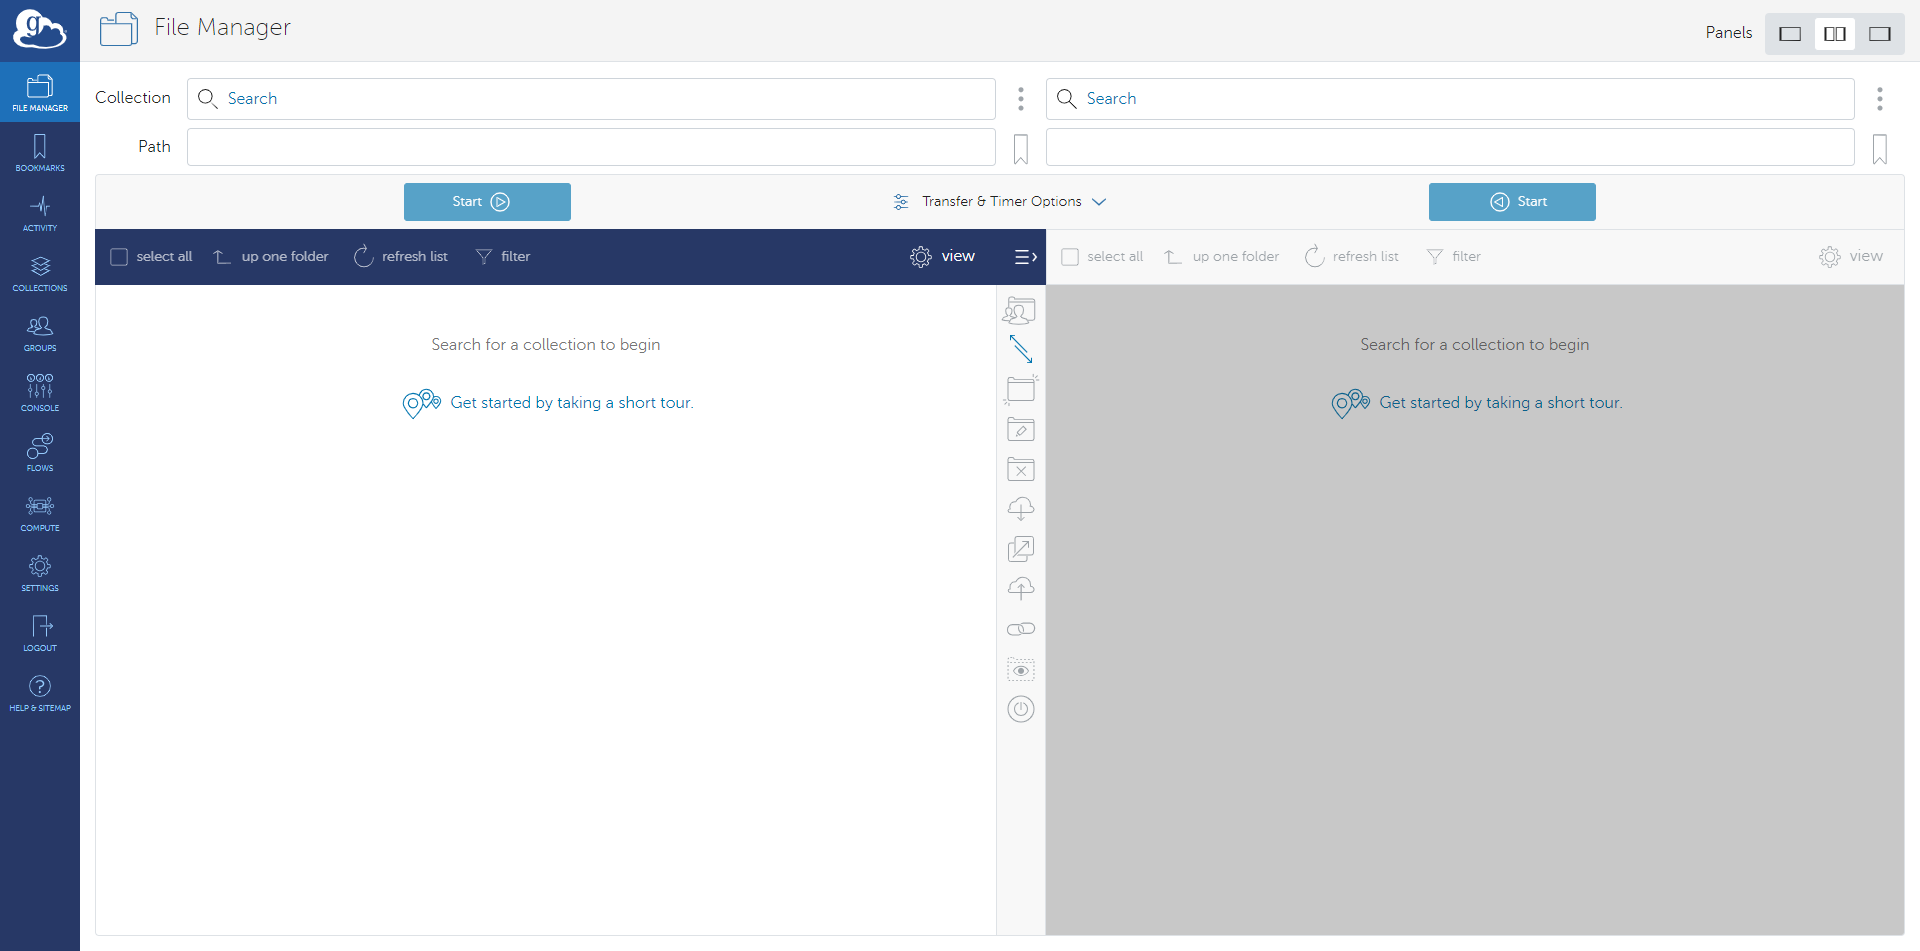 g
File Manager
Panels
FILE MANAGER
BOOKMARKS
ACTIVITY
COLLECTIONS
GROUPS
CONSOLE
FLOWS
COMPUTE
SETTINGS
LOGOUT
HELP & SITEMAP
Collection Search Search
Path
Start Transfer & Timer Options Start
select all up one folder refresh list filter view select all up one folder refresh list filter view
Search for a collection to begin Search for a collection to begin
Get started by taking a short tour. Get started by taking a short tour.